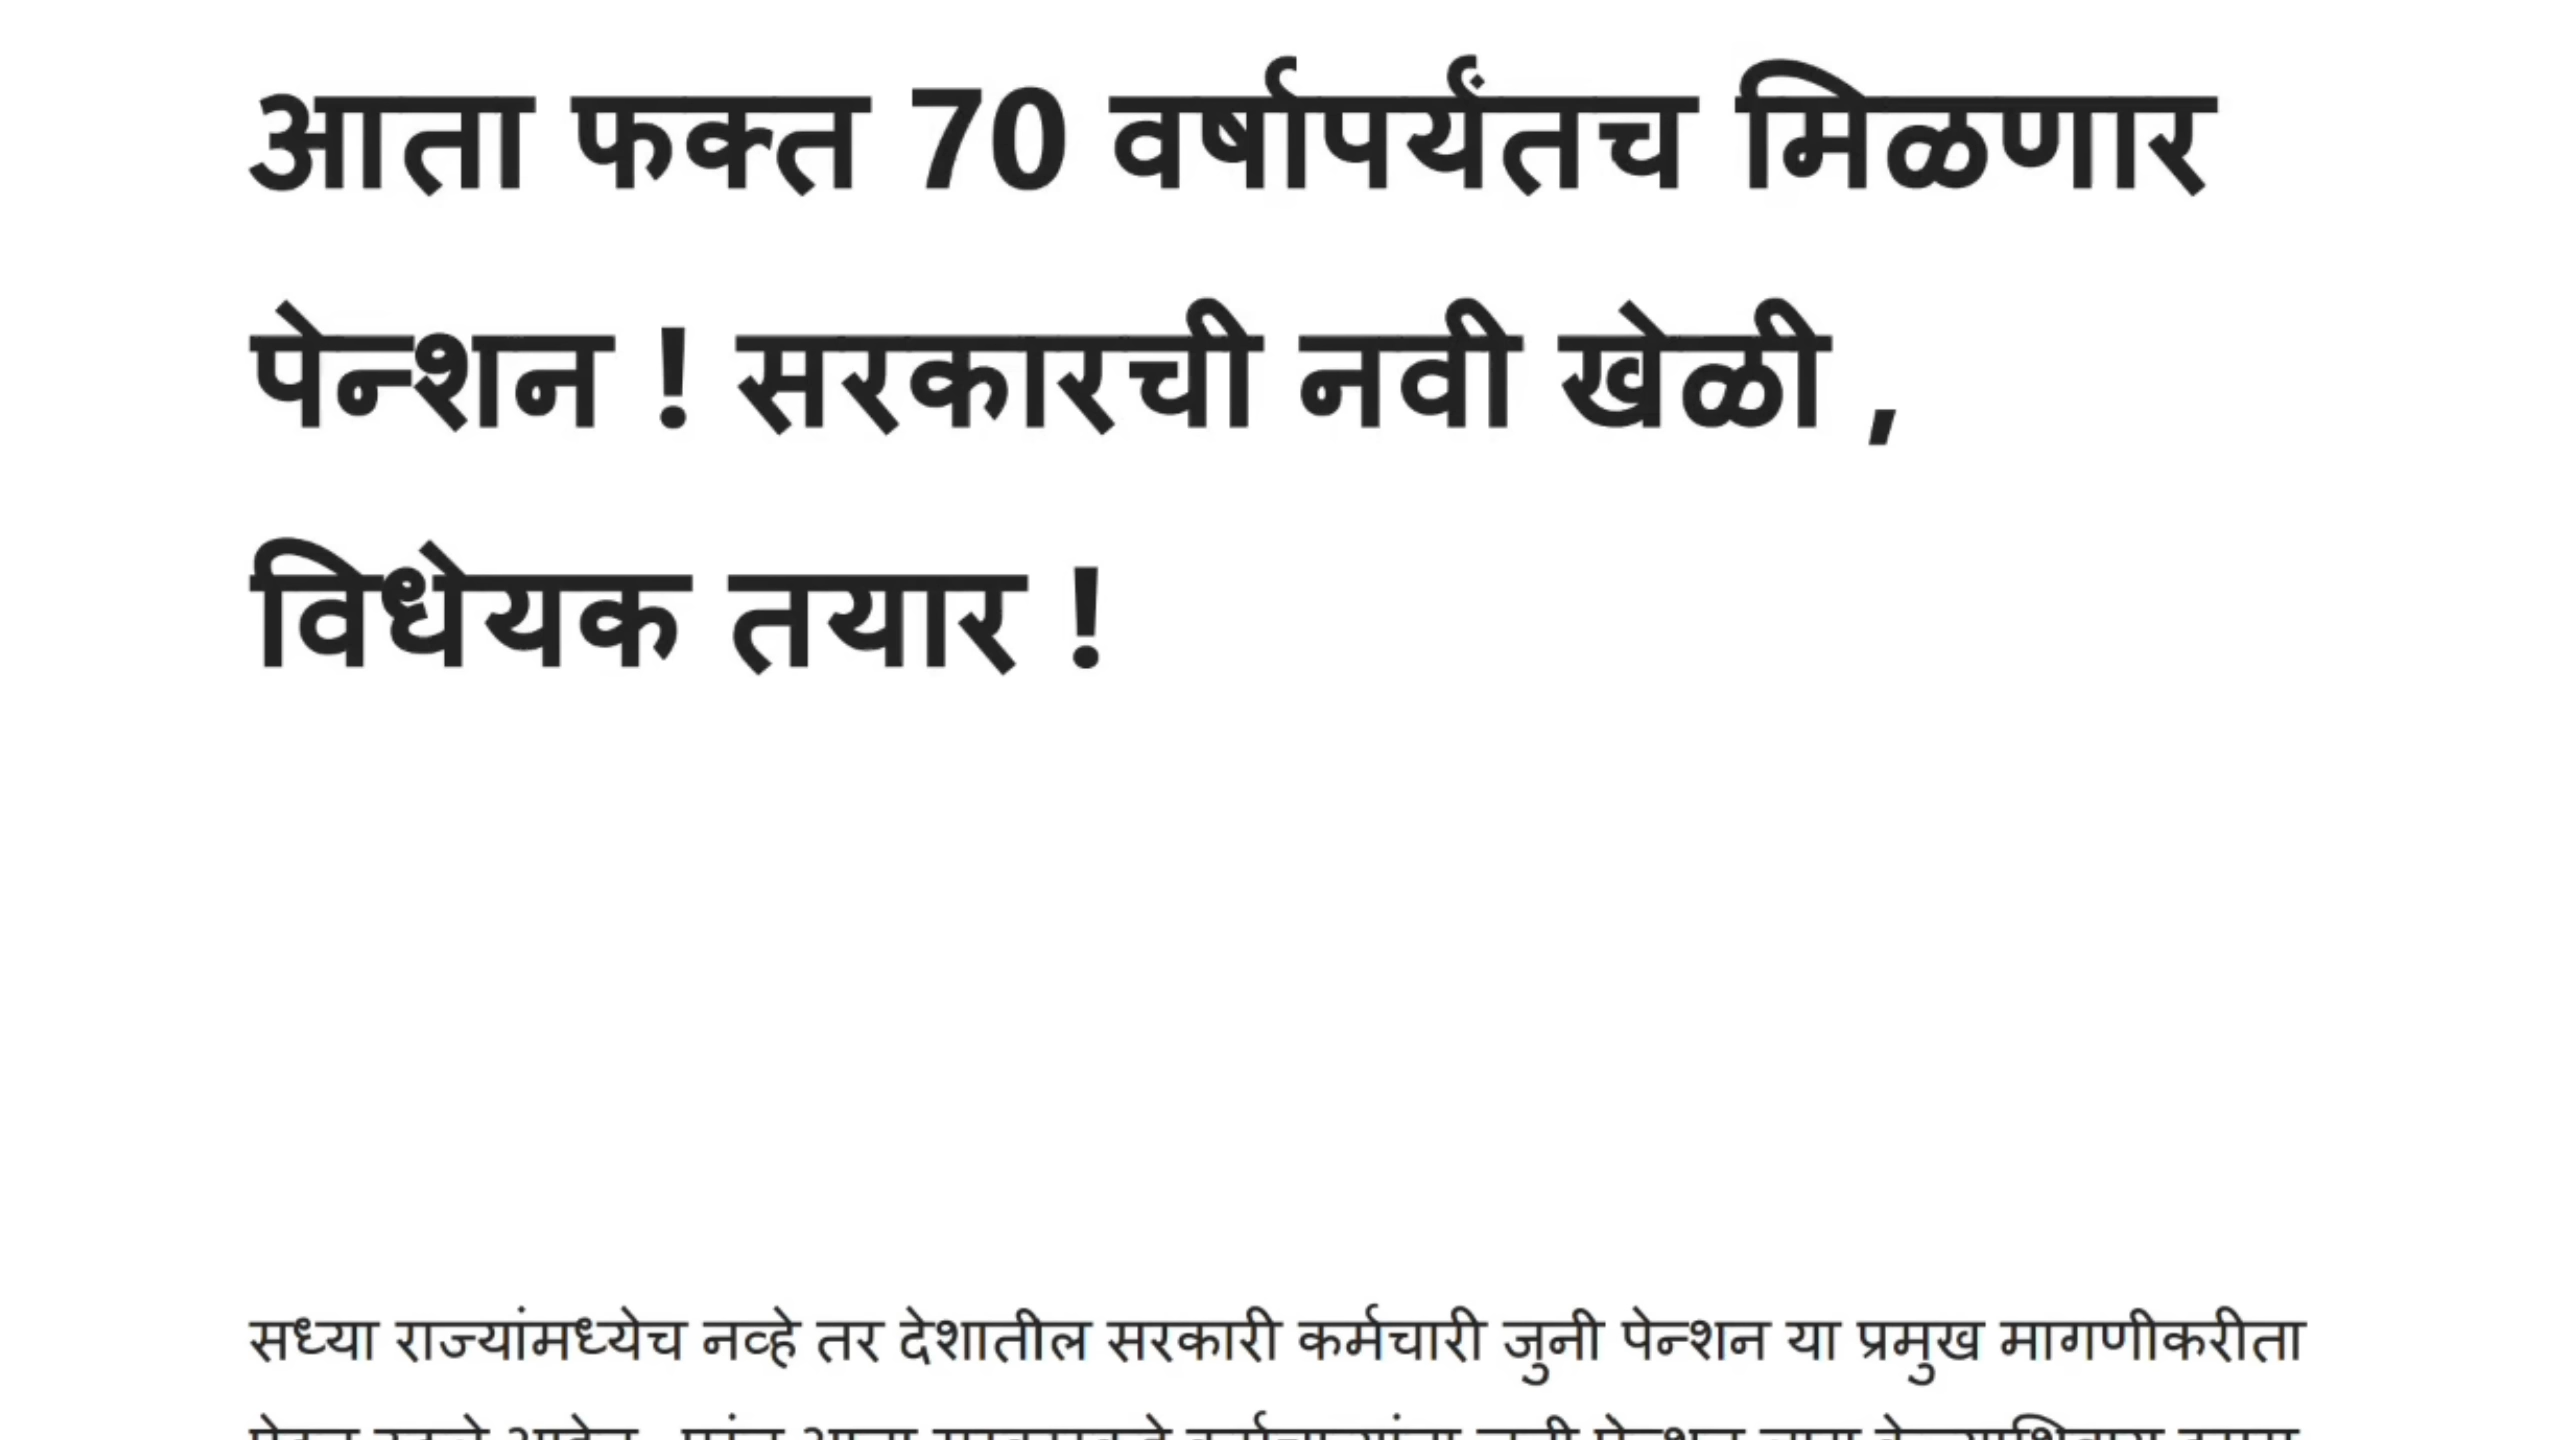 आता फक्त 70 वर्षापर्यंतच मिळणार
पेन्शन ! सरकारची नवी खेळी ,
विधेयक तयार !
सध्या राज्यांमध्येच नव्हे तर देशातील सरकारी कर्मचारी जुनी पेन्शन या प्रमुख मागणीकरीता